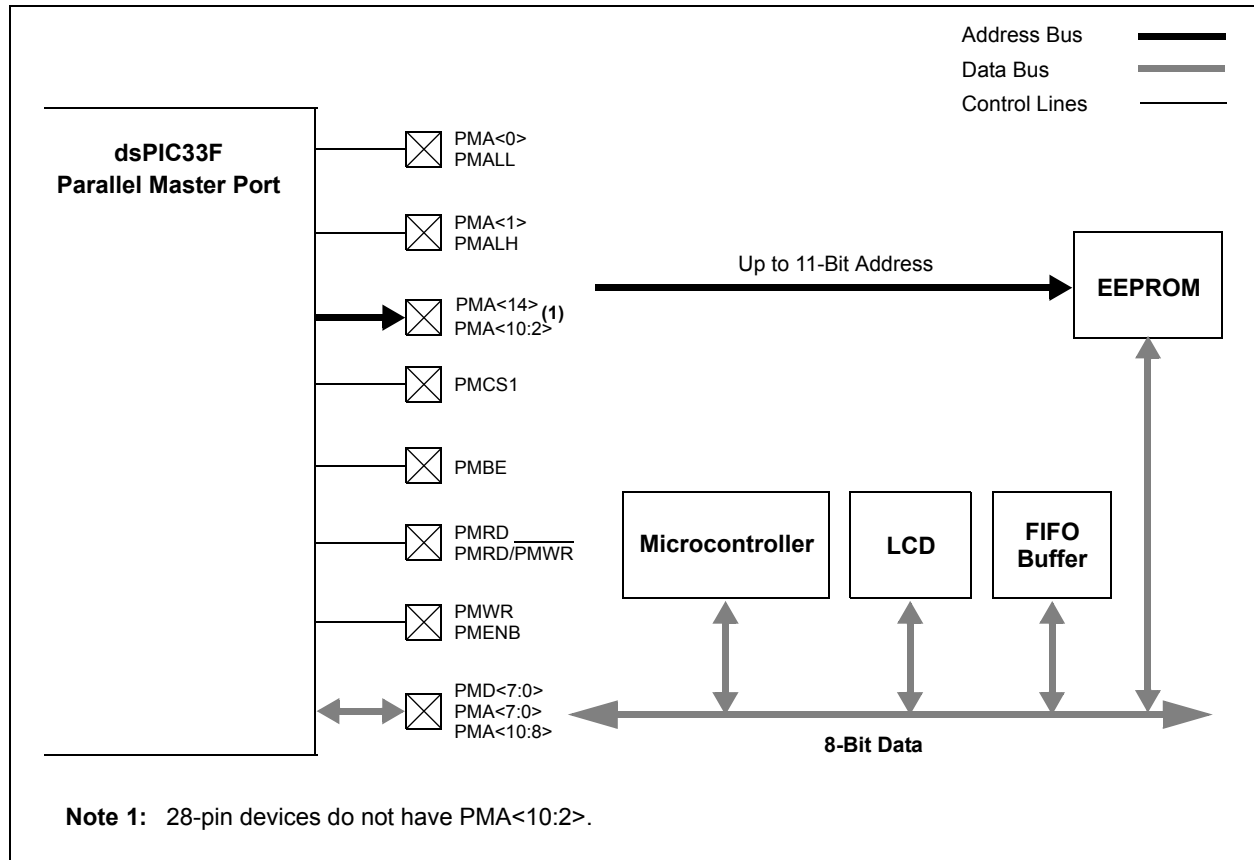 Address Bus
Data Bus
Control Lines
dsPIC33F
Parallel Master Port
PMA<0>
PMALL
PMA<1>
PMALH
PMA<14>
PMA<10:2>
(1)
PMCS1
PMBE
PMRD
PMRD/PMWR
PMWR
PMENB
PMD<7:0>
PMA<7:0>
PMA<10:8>
Up to 11-Bit Address
EEPROM
Microcontroller
LCD
FIFO
Buffer
8-Bit Data
Note 1: 28-pin devices do not have PMA<10:2>.